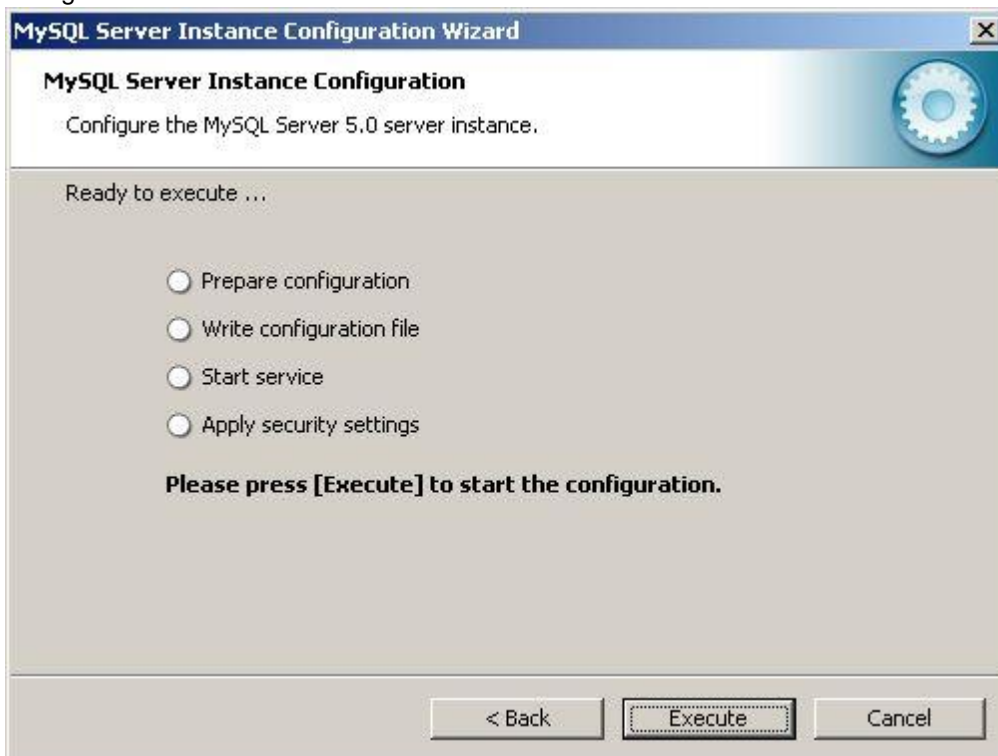 MySQL Server Instance Configuration Wizard
MySQL Server Instance Configuration
Configure the MySQL Server 5.0 server instance.
Ready to execute ...
Prepare configuration
Write configuration file
Start service
Apply security settings
Please press [Execute] to start the configuration.
< Back
Execute
Cancel